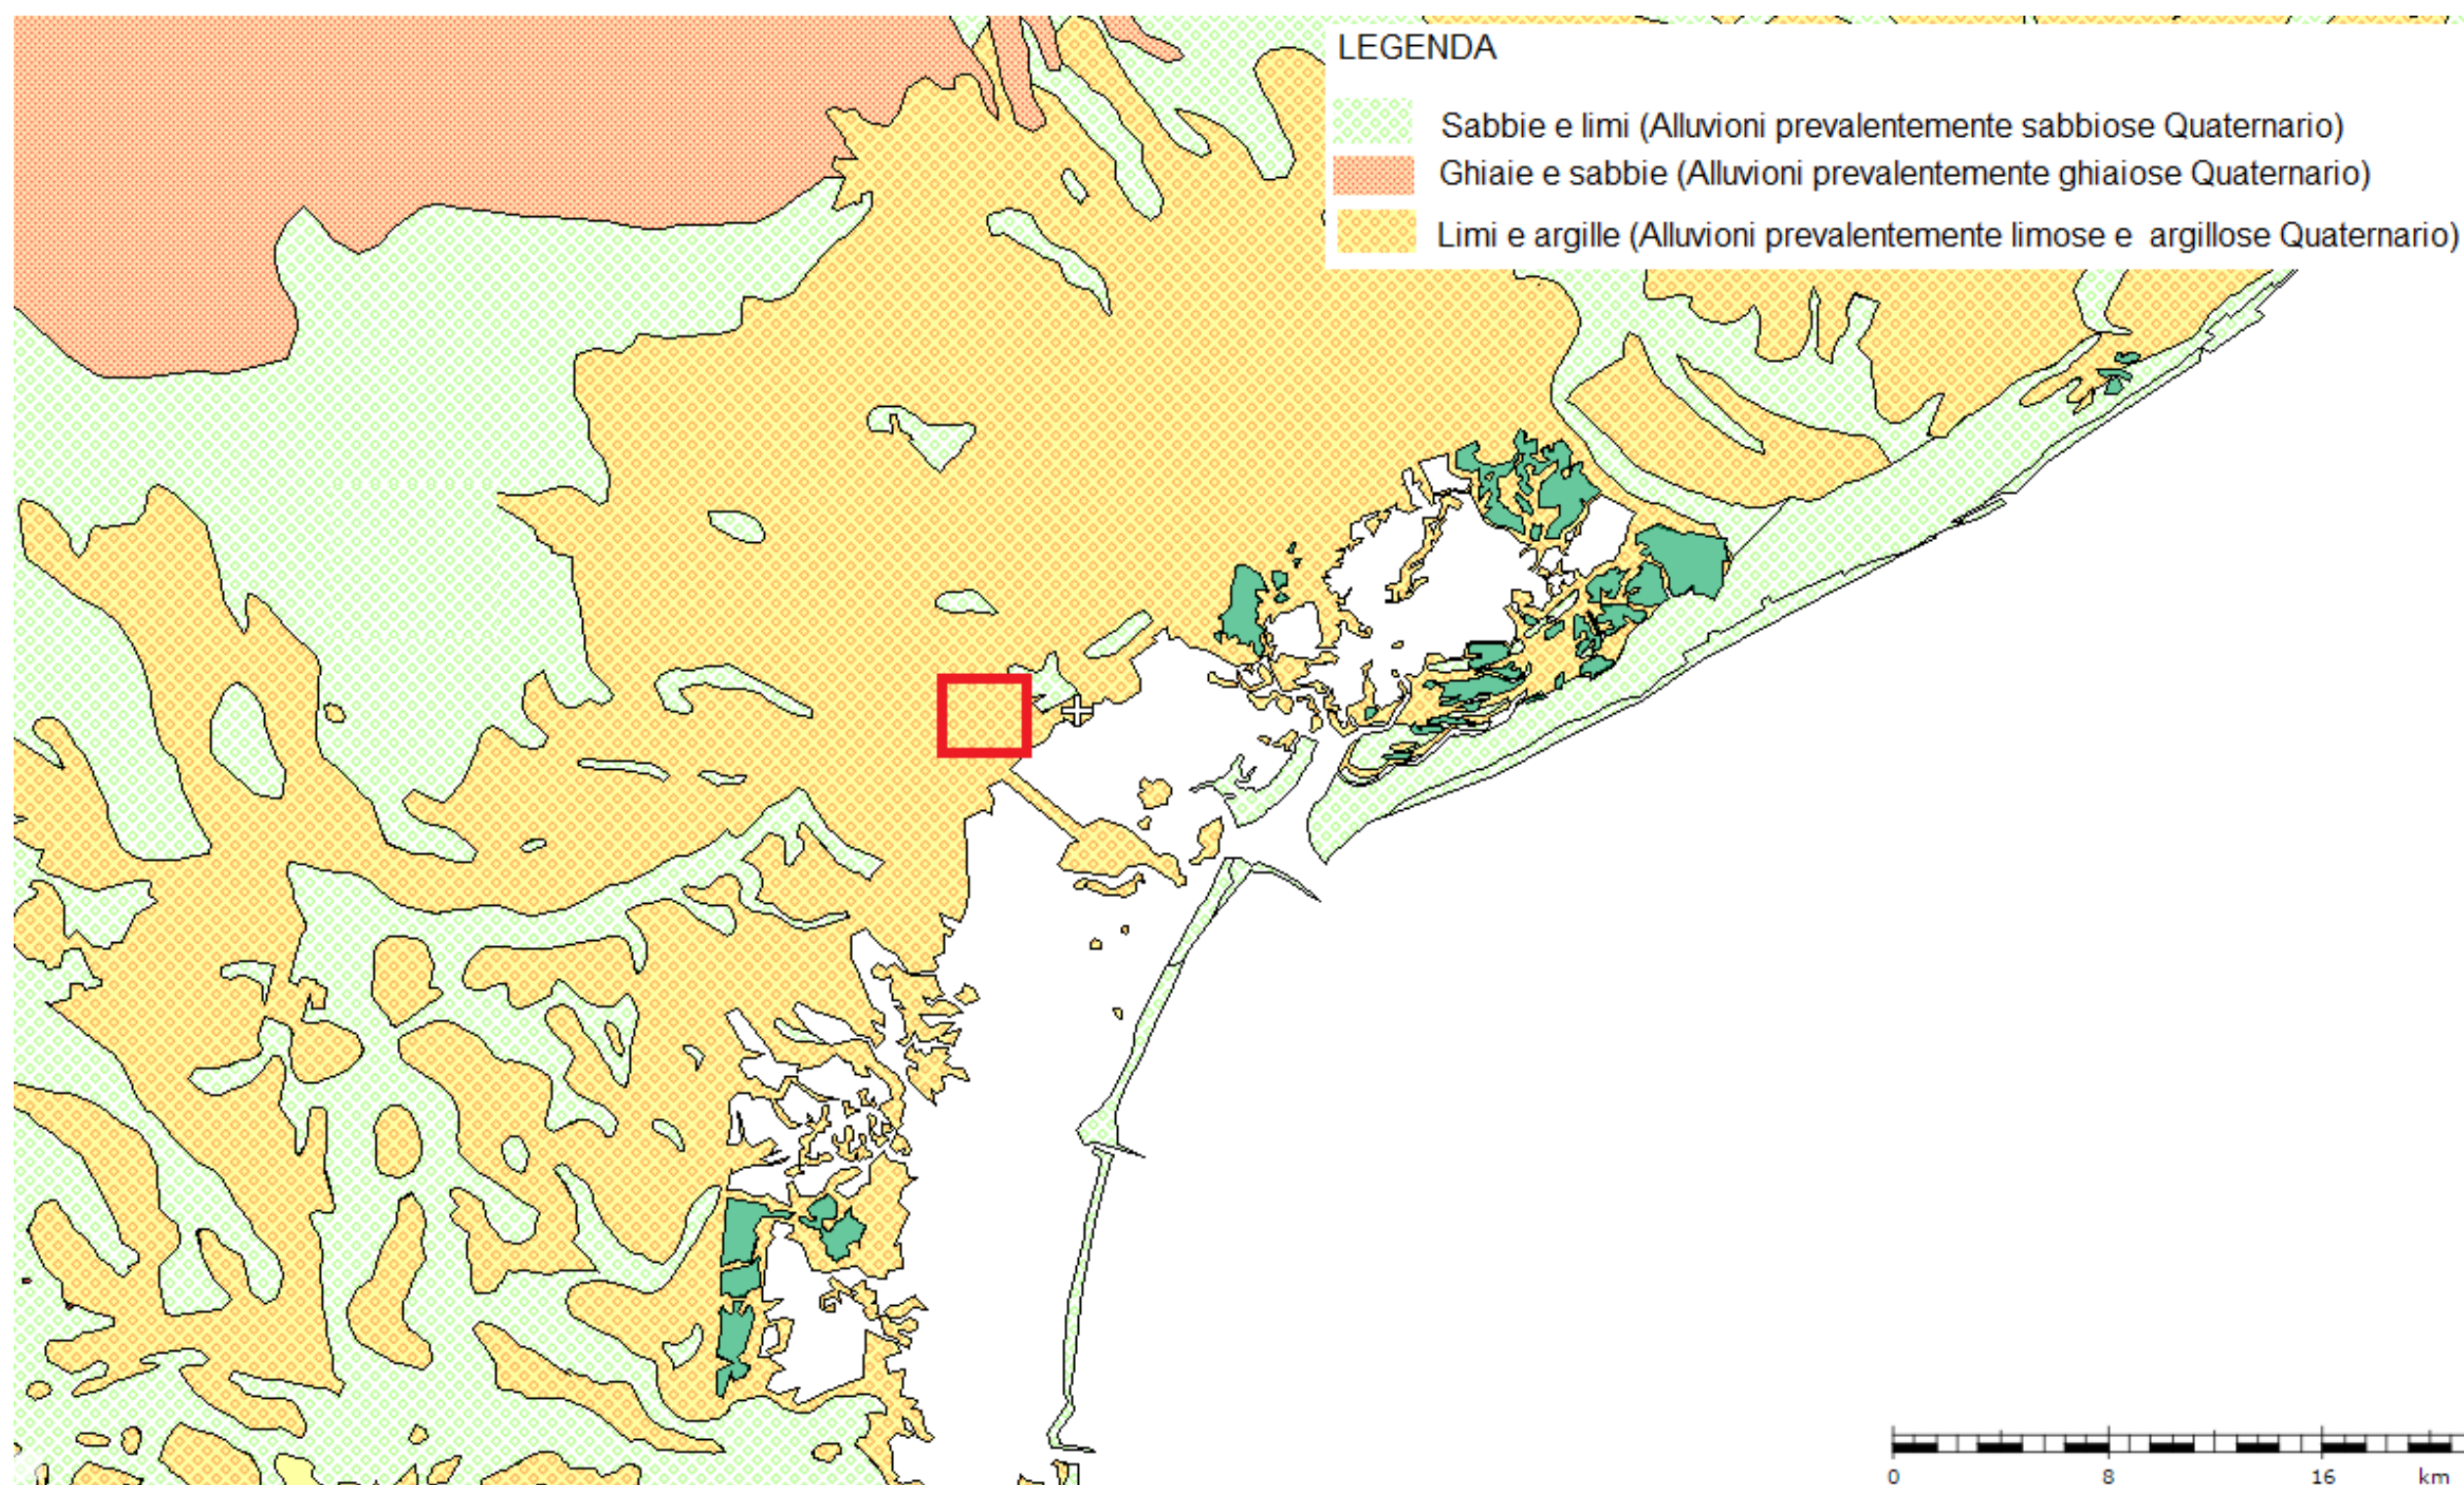 LEGENDA
Sabbie e limi (Alluvioni prevalentemente sabbiose Quaternario)
Ghiaie e sabbie (Alluvioni prevalentemente ghiaiose Quaternario)
Limi e argille (Alluvioni prevalentemente limose e  argillose Quaternario)
0 8 16 km